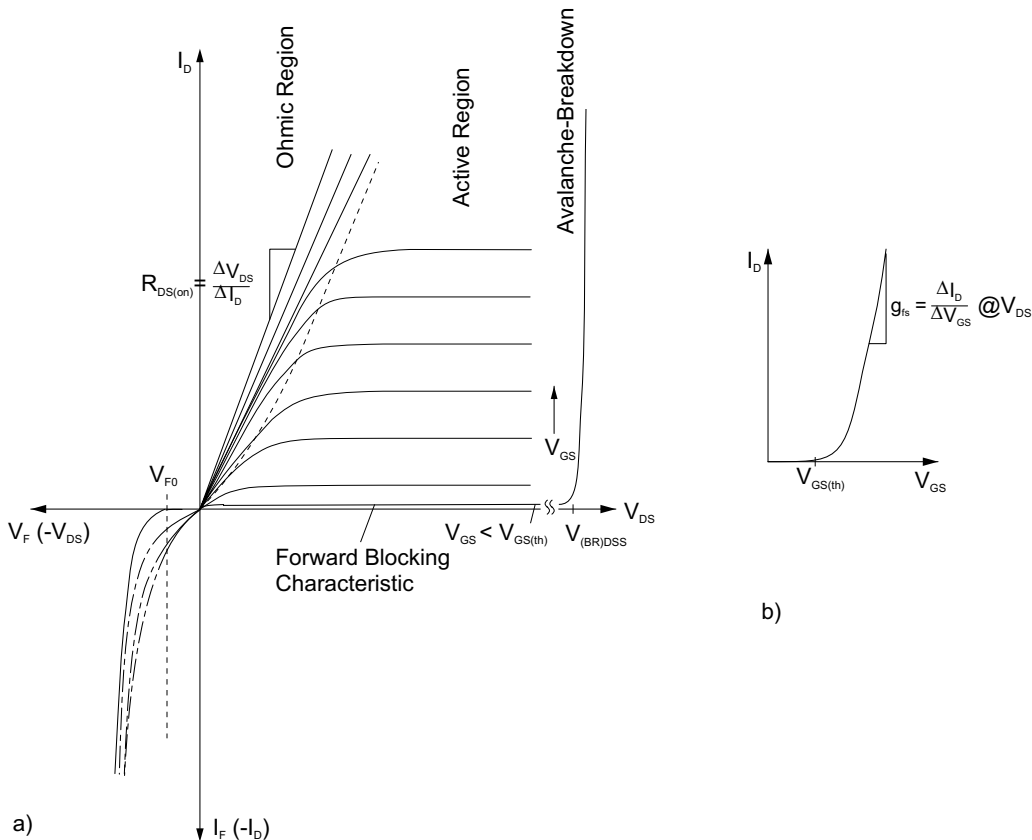 I_D
Ohmic Region
Active Region
Avalanche-Breakdown
R_DS(on) = ΔV_DS / ΔI_D
V_GS
V_F0
V_F (-V_DS)
V_DS
V_GS < V_GS(th)
V_(BR)DSS
Forward Blocking
Characteristic
I_F (-I_D)
a)
I_D
g_fs = ΔI_D / ΔV_GS @V_DS
V_GS(th)
V_GS
b)